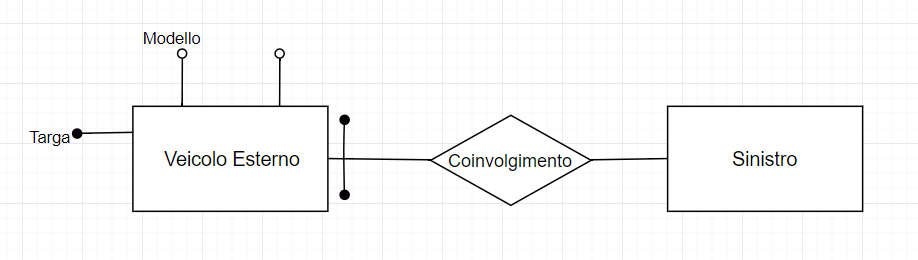 Modello
Targa
Veicolo Esterno
Coinvolgimento
Sinistro